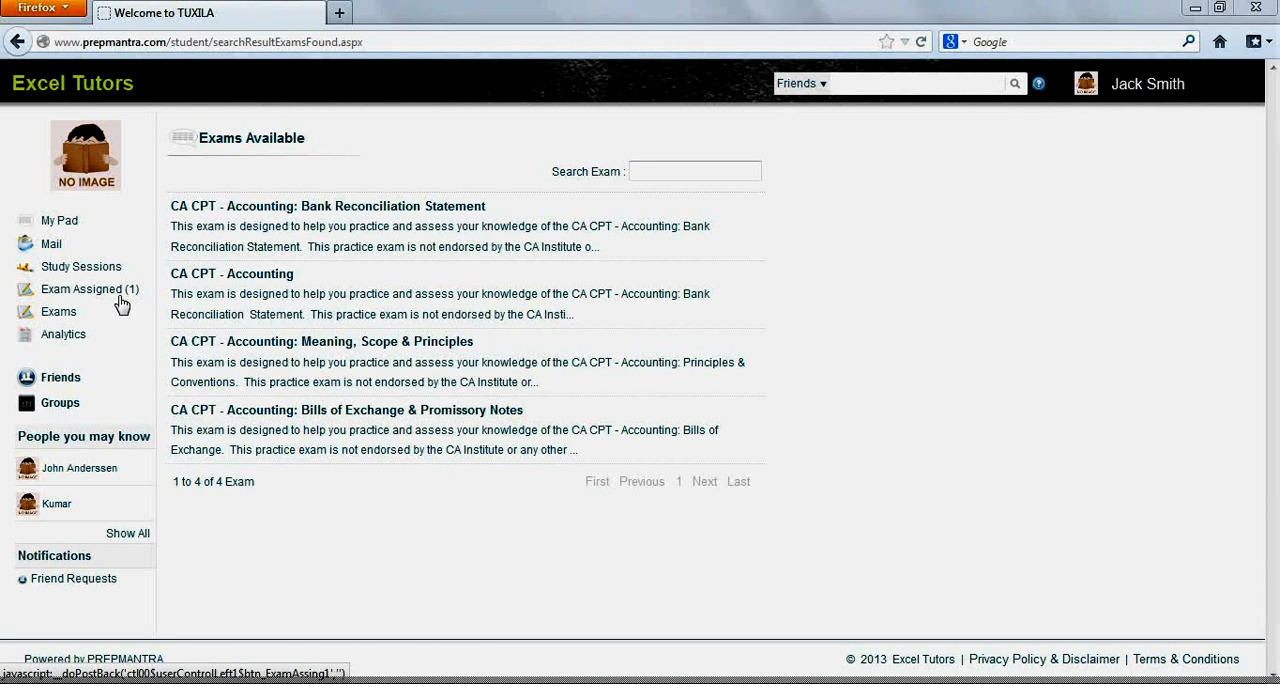 Firefox
Welcome to TUXILA
www.prepmantra.com/student/searchResultExamsFound.aspx
Google
Excel Tutors
Friends
Jack Smith
NO IMAGE
My Pad
Mail
Study Sessions
Exam Assigned (1)
Exams
Analytics
Friends
Groups
People you may know
John Anderssen
Kumar
Show All
Notifications
Friend Requests
Exams Available
Search Exam :
CA CPT - Accounting: Bank Reconciliation Statement
This exam is designed to help you practice and assess your knowledge of the CA CPT - Accounting: Bank
Reconciliation Statement. This practice exam is not endorsed by the CA Institute o...
CA CPT - Accounting
This exam is designed to help you practice and assess your knowledge of the CA CPT - Accounting: Bank
Reconciliation Statement. This practice exam is not endorsed by the CA Insti...
CA CPT - Accounting: Meaning, Scope & Principles
This exam is designed to help you practice and assess your knowledge of the CA CPT - Accounting: Principles &
Conventions. This practice exam is not endorsed by the CA Institute or...
CA CPT - Accounting: Bills of Exchange & Promissory Notes
This exam is designed to help you practice and assess your knowledge of the CA CPT - Accounting: Bills of
Exchange. This practice exam is not endorsed by the CA Institute or any other ...
1 to 4 of 4 Exam
First Previous 1 Next Last
Powered by PREPMANTRA
© 2013 Excel Tutors | Privacy Policy & Disclaimer | Terms & Conditions
javascript:__doPostBack('ctl00$userControlLeft1$btn_ExamAssing1','')